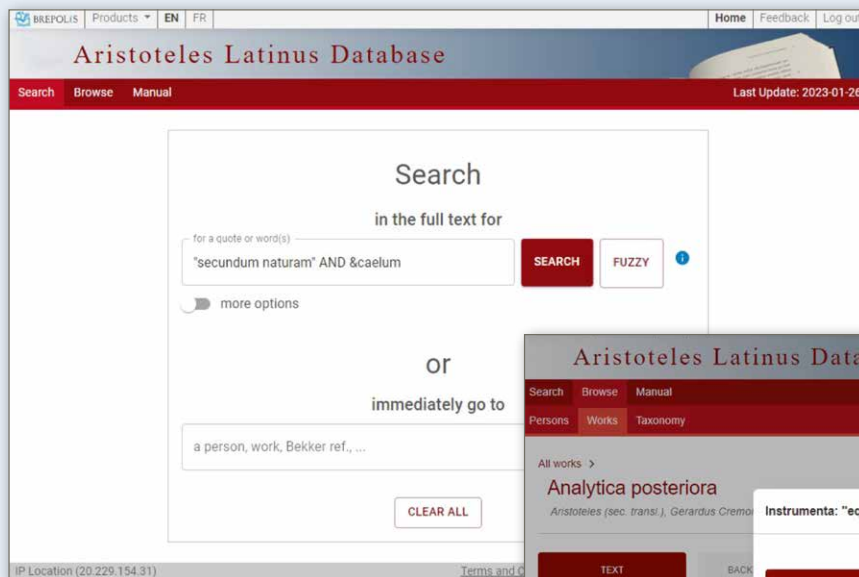 BREPOLiS Products EN FR Home Feedback Log out
Aristoteles Latinus Database
Search Browse Manual Last Update: 2023-01-26
Search
in the full text for
for a quote or word(s)
"secundum naturam" AND &caelum
SEARCH
FUZZY
more options
or
immediately go to
a person, work, Bekker ref., ...
CLEAR ALL
IP Location (20.229.154.31) Terms and C
Aristoteles Latinus Data
Search Browse Manual
Persons Works Taxonomy
All works >
Analytica posteriora
Aristoteles (sec. transl.), Gerardus Cremo
Instrumenta: "ec
TEXT
BACK